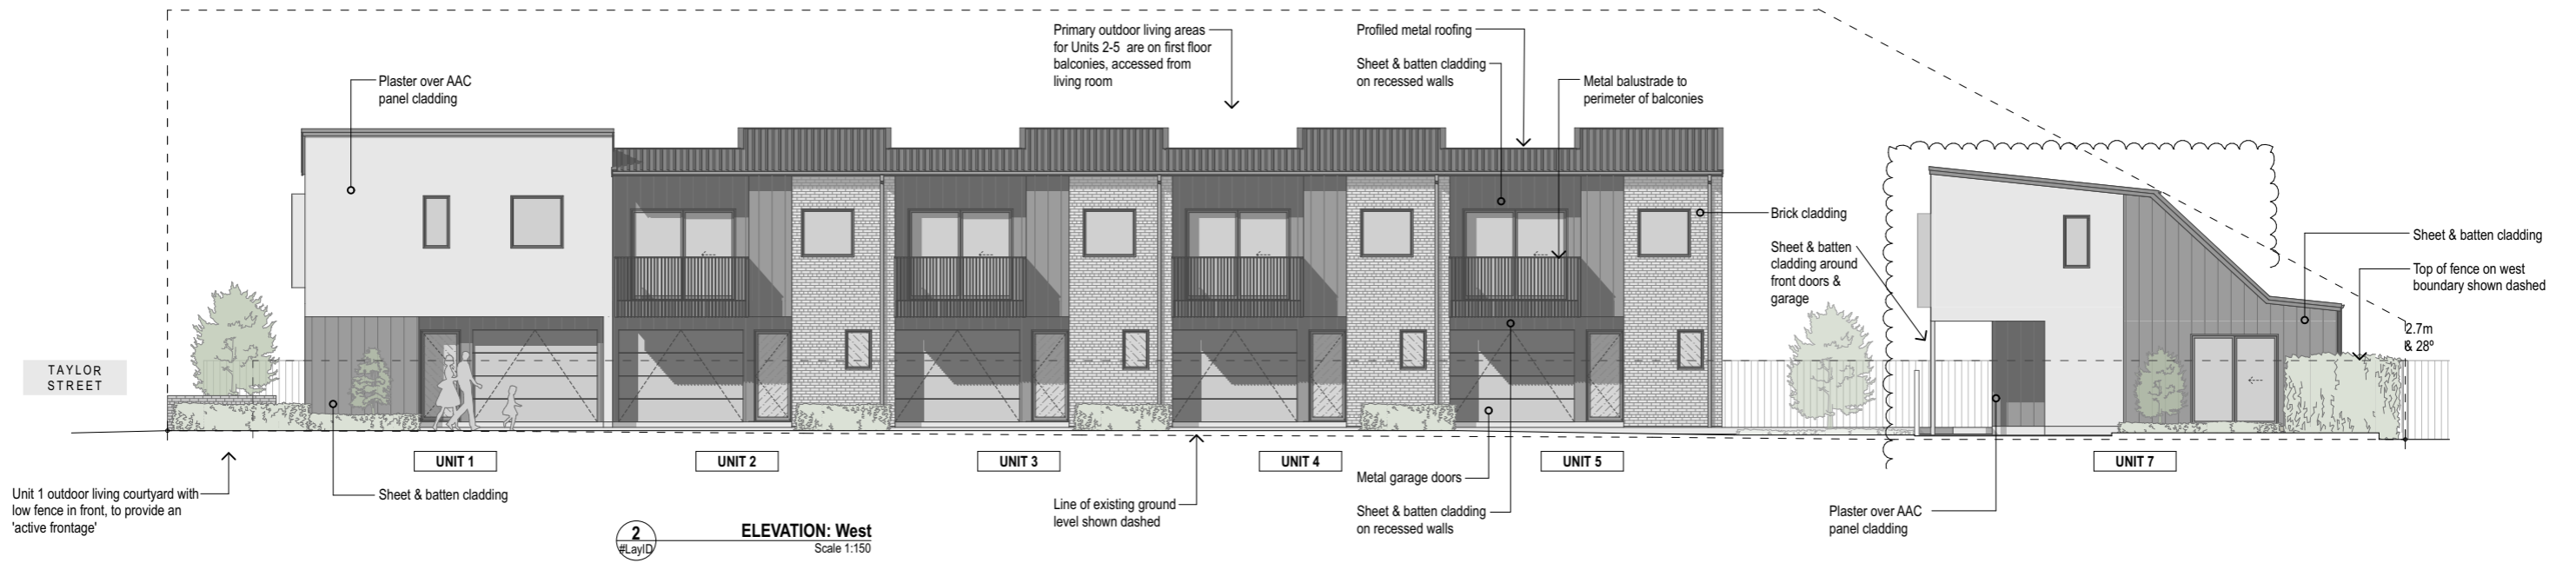 Primary outdoor living areas
for Units 2-5 are on first floor
balconies, accessed from
living room
Profiled metal roofing
Sheet & batten cladding
on recessed walls
Plaster over AAC
panel cladding
Metal balustrade to
perimeter of balconies
Brick cladding
Sheet & batten
cladding around
front doors &
garage
Sheet & batten cladding
Top of fence on west
boundary shown dashed
2.7m
& 28º
TAYLOR
STREET
UNIT 1
UNIT 2
UNIT 3
UNIT 4
UNIT 5
UNIT 7
Unit 1 outdoor living courtyard with
low fence in front, to provide an
'active frontage'
Sheet & batten cladding
Line of existing ground
level shown dashed
Metal garage doors
Sheet & batten cladding
on recessed walls
Plaster over AAC
panel cladding
2
#LayID
ELEVATION: West
Scale 1:150